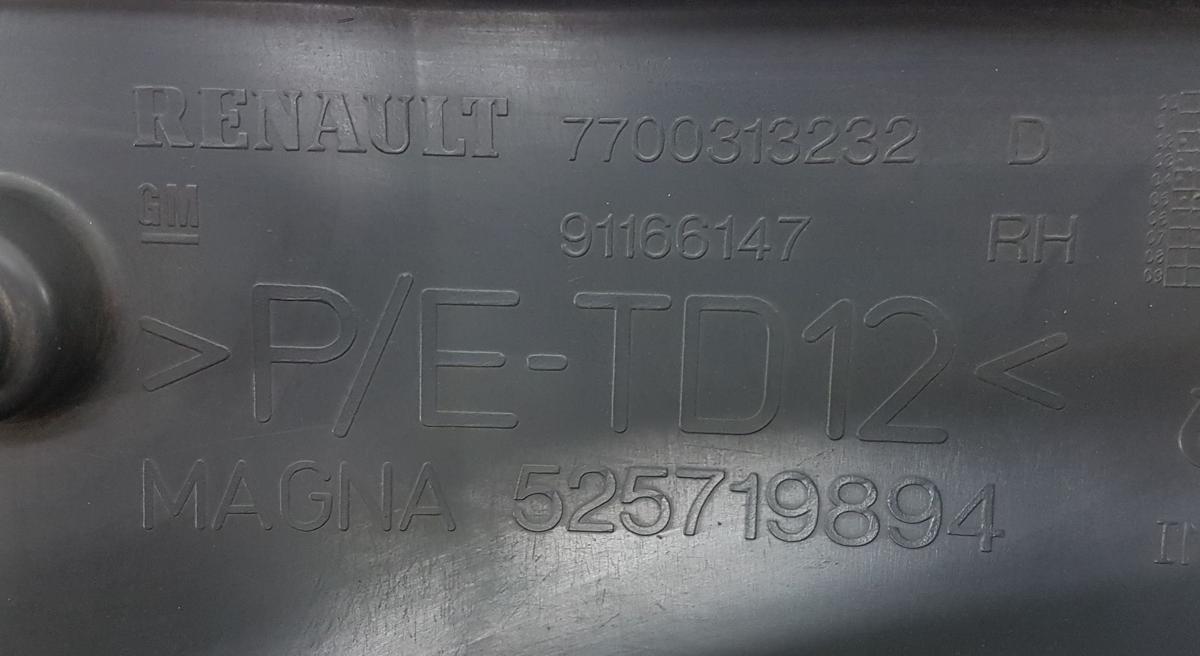 RENAULT 7700313232 D
GM 91166147 RH
>P/E-TD12<
MAGNA 525719894